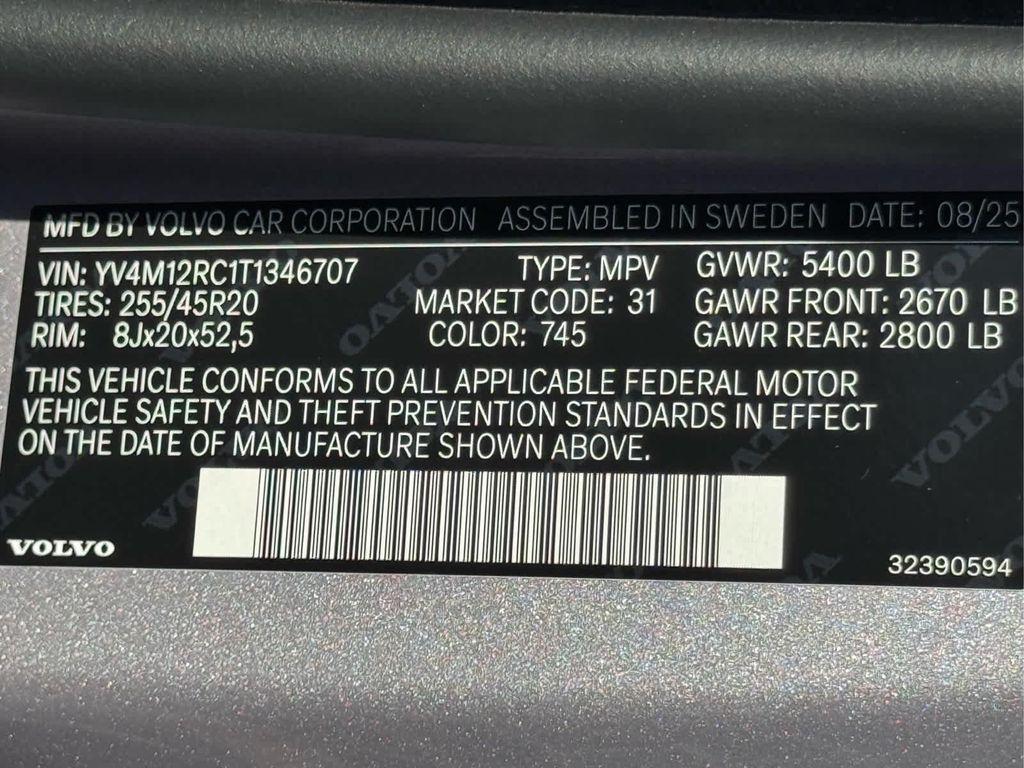 MFD BY VOLVO CAR CORPORATION ASSEMBLED IN SWEDEN DATE: 08/25
VIN: YV4M12RC1T1346707 TYPE: MPV GVWR: 5400 LB
TIRES: 255/45R20 MARKET CODE: 31 GAWR FRONT: 2670 LB
RIM: 8Jx20x52,5 COLOR: 745 GAWR REAR: 2800 LB
THIS VEHICLE CONFORMS TO ALL APPLICABLE FEDERAL MOTOR
VEHICLE SAFETY AND THEFT PREVENTION STANDARDS IN EFFECT
ON THE DATE OF MANUFACTURE SHOWN ABOVE.
VOLVO
32390594